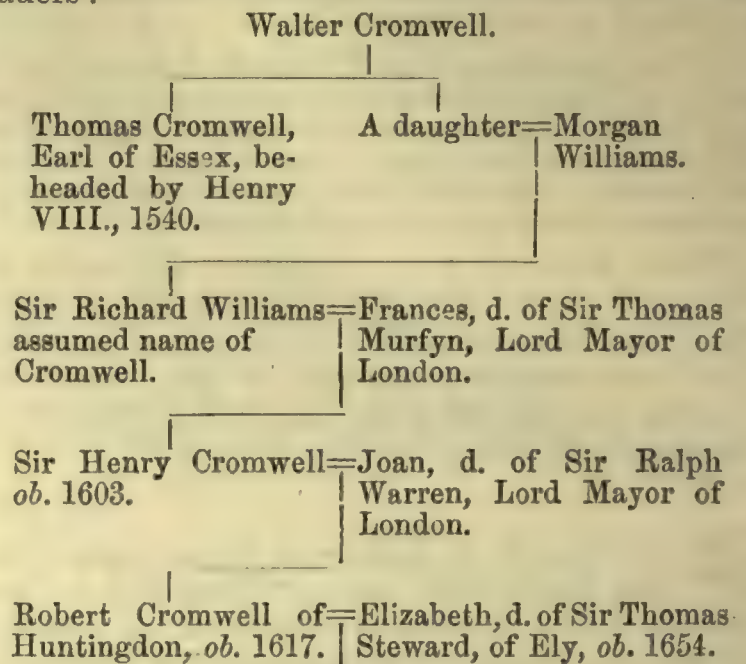 Walter Cromwell.
Thomas Cromwell,
Earl of Essex, be-
headed by Henry
VIII., 1540.
A daughter=Morgan
Williams.
Sir Richard Williams=Frances, d. of Sir Thomas
assumed name of
Cromwell.
Murfyn, Lord Mayor of
London.
Sir Henry Cromwell=Joan, d. of Sir Ralph
ob. 1603.
Warren, Lord Mayor of
London.
Robert Cromwell of=Elizabeth, d. of Sir Thomas
Huntingdon, ob. 1617.
Steward, of Ely, ob. 1654.